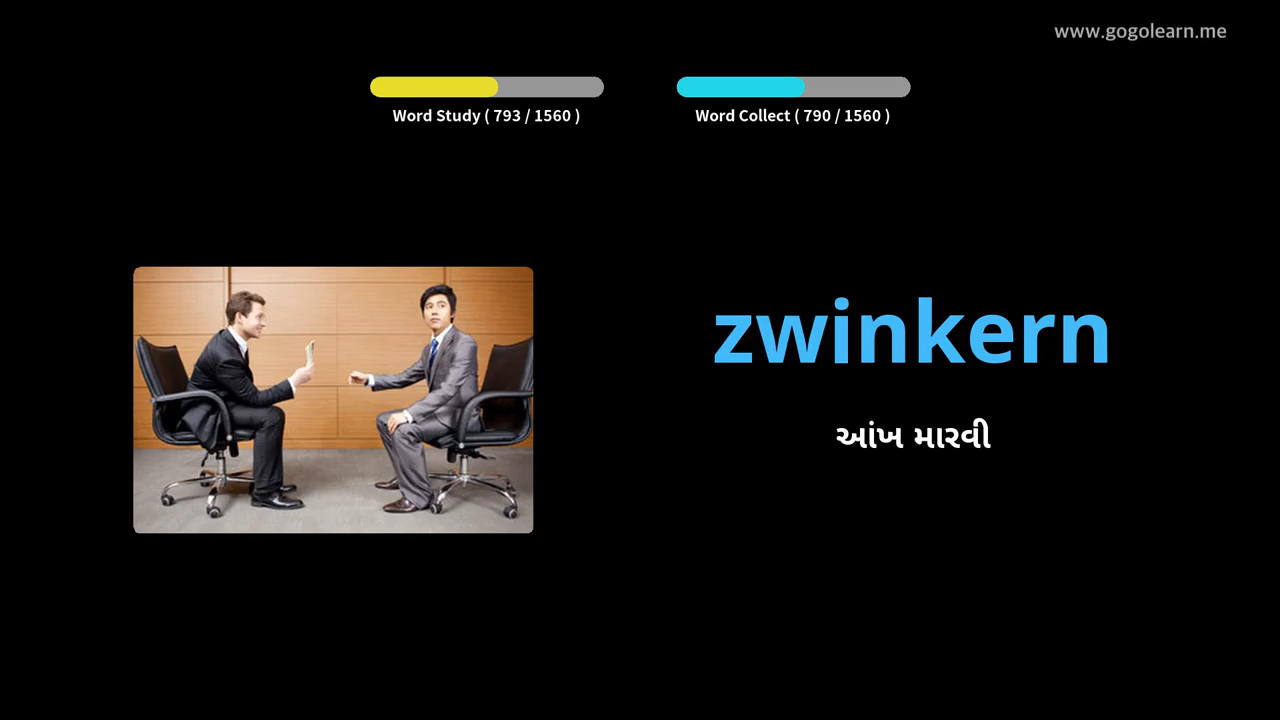 www.gogolearn.me
Word Study ( 793 / 1560 )
Word Collect ( 790 / 1560 )
zwinkern
આંખ મારવી